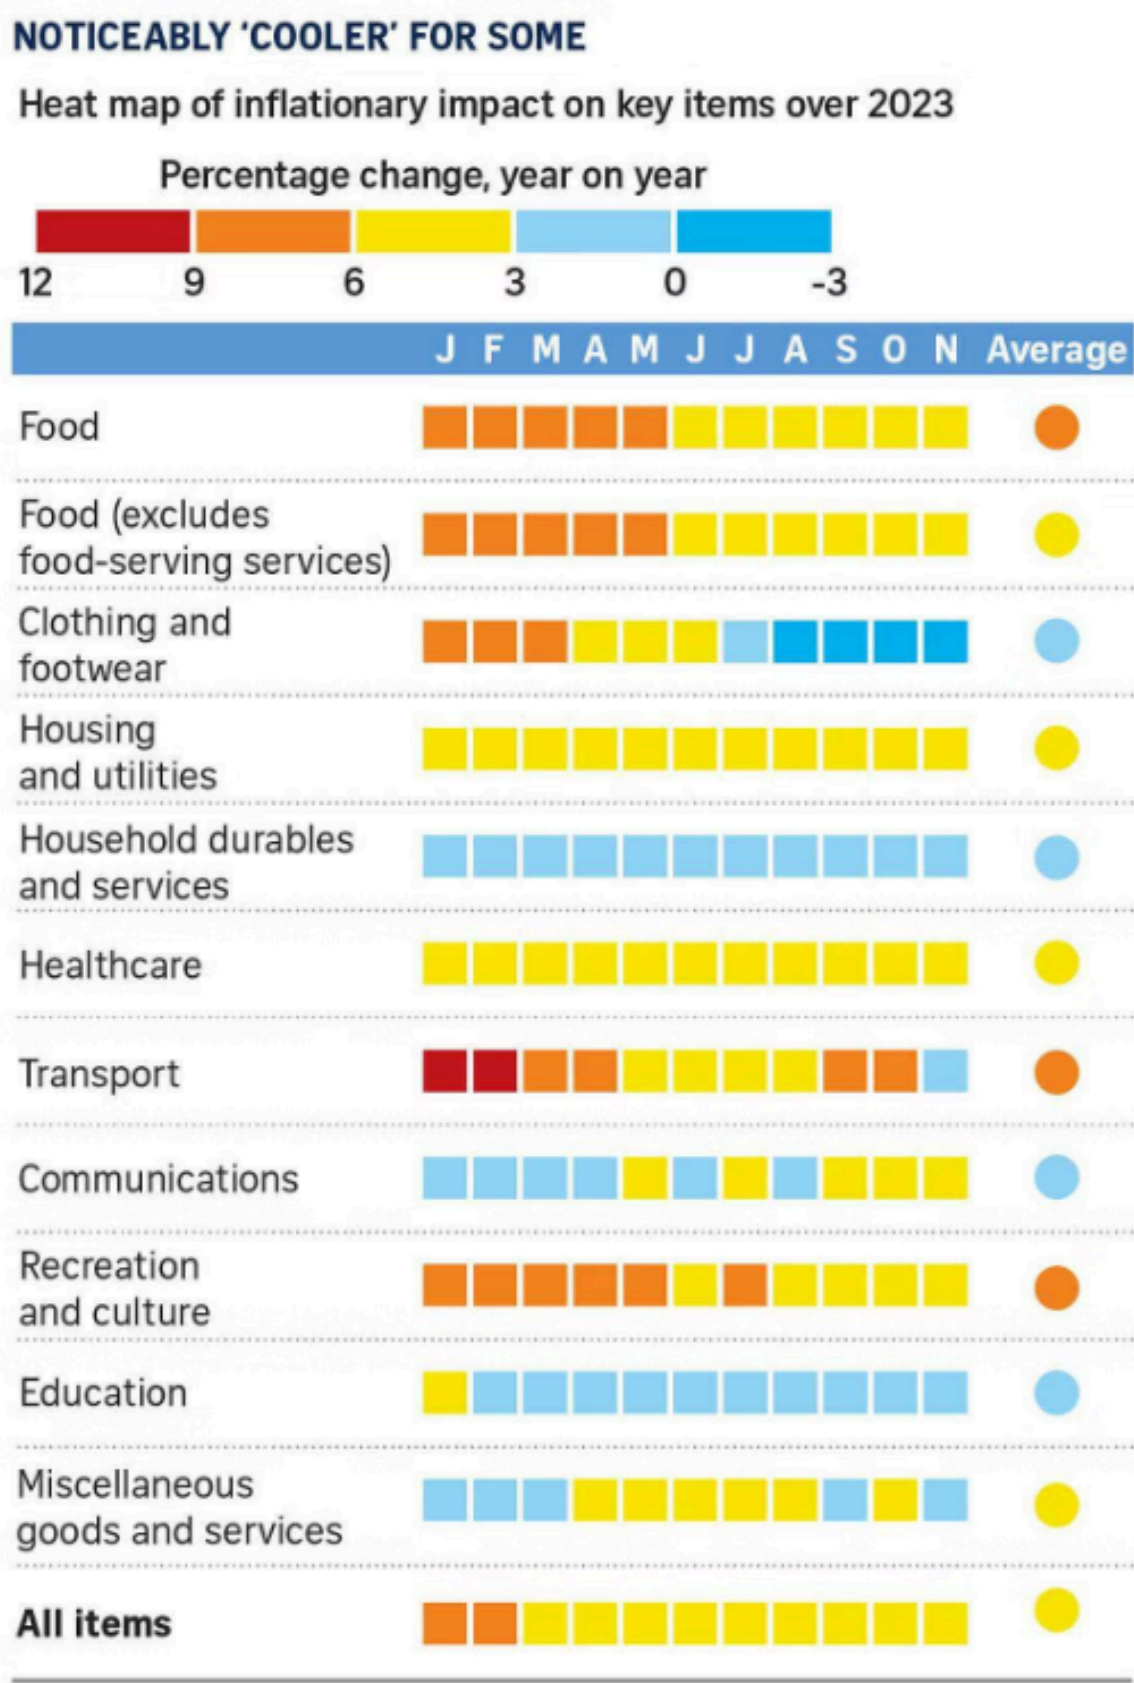 NOTICEABLY ‘COOLER’ FOR SOME
Heat map of inflationary impact on key items over 2023
Percentage change, year on year
12 9 6 3 0 -3
J F M A M J J A S O N Average
Food
Food (excludes
food-serving services)
Clothing and
footwear
Housing
and utilities
Household durables
and services
Healthcare
Transport
Communications
Recreation
and culture
Education
Miscellaneous
goods and services
All items